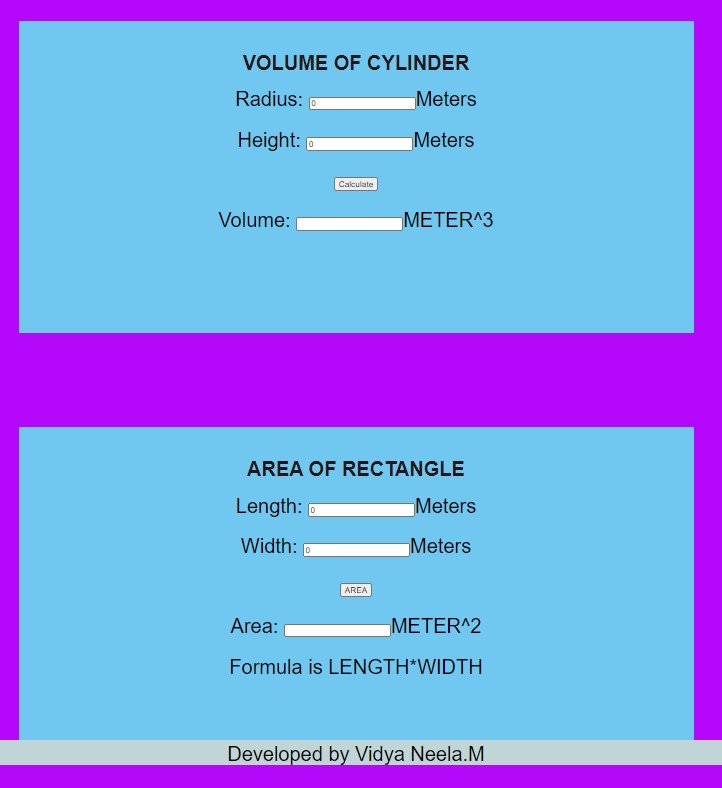 VOLUME OF CYLINDER
Radius: 0 Meters
Height: 0 Meters
Calculate
Volume: METER^3
AREA OF RECTANGLE
Length: 0 Meters
Width: 0 Meters
AREA
Area: METER^2
Formula is LENGTH*WIDTH
Developed by Vidya Neela.M